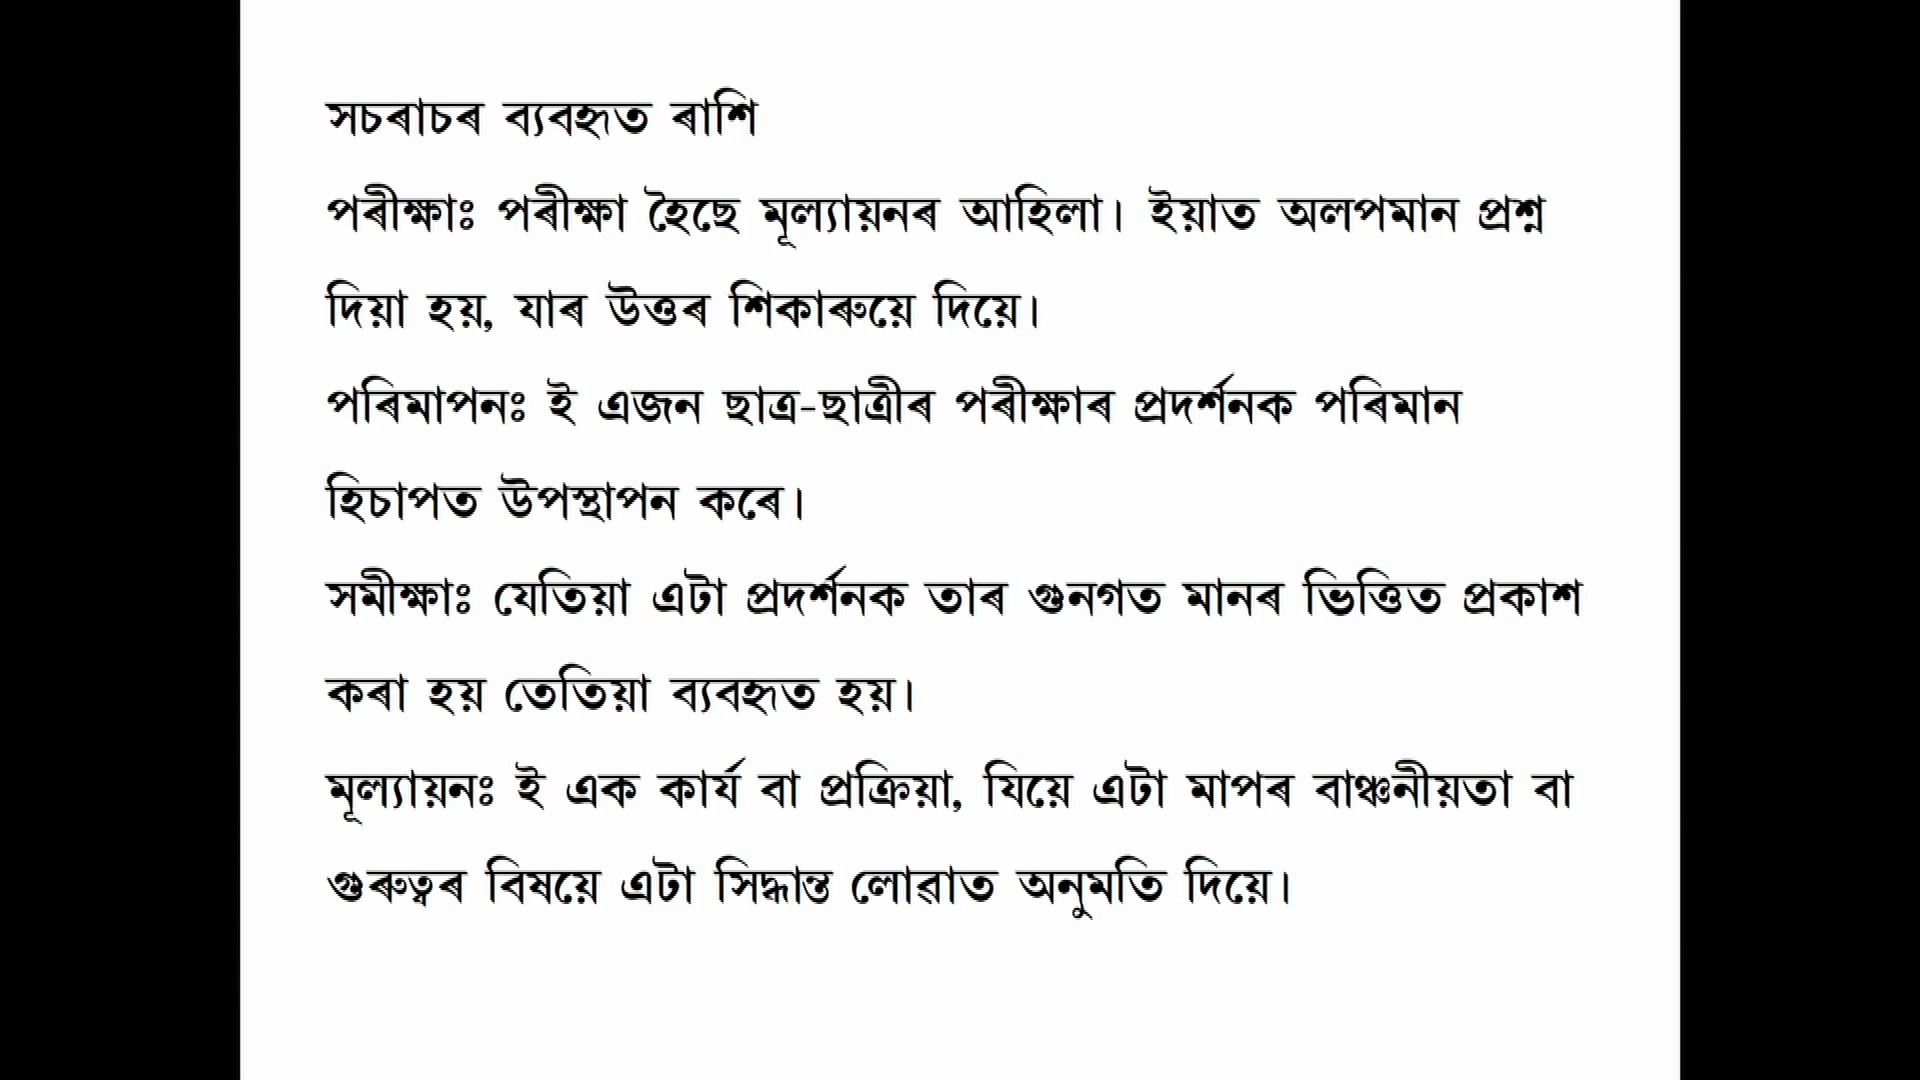 সচৰাচৰ ব্যবহৃত ৰাশি
পৰীক্ষাঃ পৰীক্ষা হৈছে মূল্যায়নৰ আহিলা। ইয়াত অলপমান প্ৰশ্ন
দিয়া হয়, যাৰ উত্তৰ শিকাৰুয়ে দিয়ে।
পৰিমাপনঃ ই এজন ছাত্ৰ-ছাত্ৰীৰ পৰীক্ষাৰ প্ৰদৰ্শনক পৰিমান
হিচাপত উপস্থাপন কৰে।
সমীক্ষাঃ যেতিয়া এটা প্ৰদৰ্শনক তাৰ গুনগত মানৰ ভিত্তিত প্ৰকাশ
কৰা হয় তেতিয়া ব্যবহৃত হয়।
মূল্যায়নঃ ই এক কাৰ্য বা প্ৰক্ৰিয়া, যিয়ে এটা মাপৰ বাঞ্চনীয়তা বা
গুৰুত্বৰ বিষয়ে এটা সিদ্ধান্ত লোৱাত অনুমতি দিয়ে।